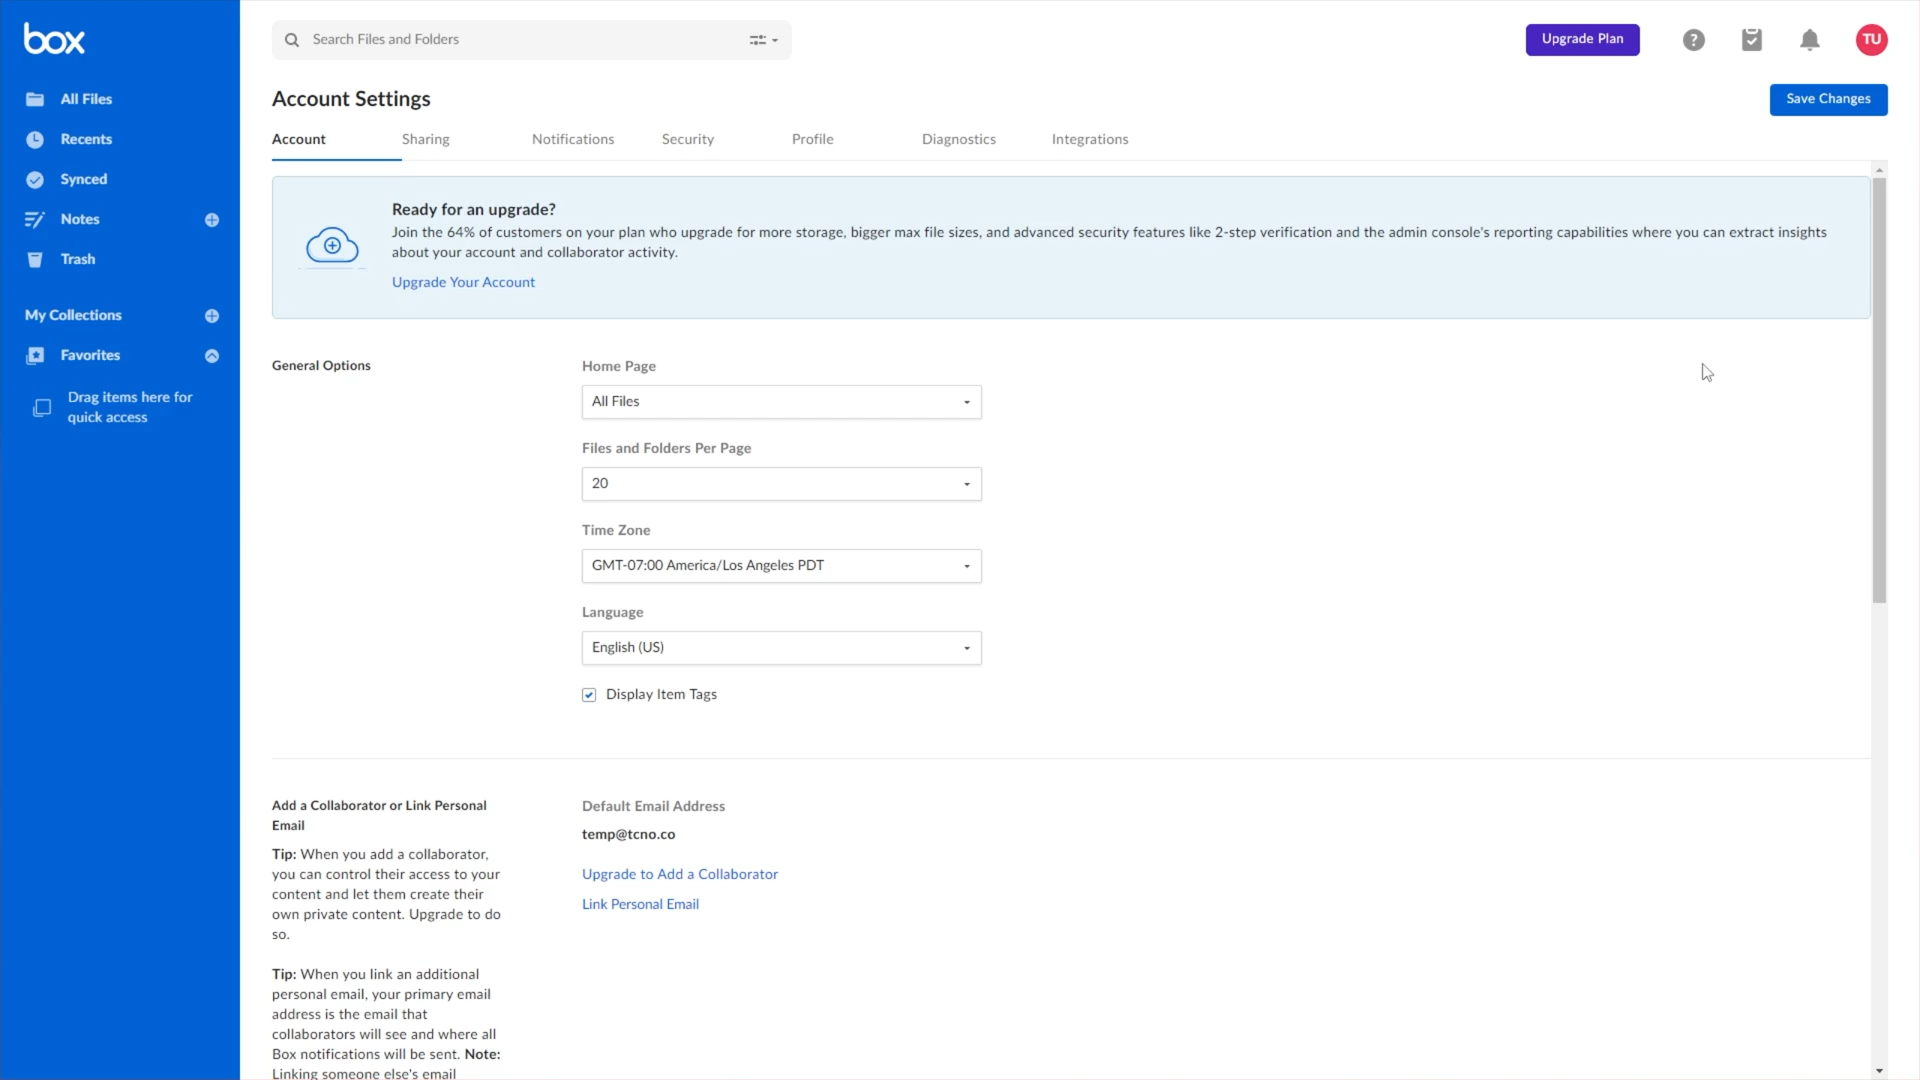 box
Search Files and Folders
Upgrade Plan
?
TU
All Files
Recents
Synced
Notes
Trash
My Collections
Favorites
Drag items here for
quick access
Account Settings
Save Changes
Account
Sharing
Notifications
Security
Profile
Diagnostics
Integrations
Ready for an upgrade?
Join the 64% of customers on your plan who upgrade for more storage, bigger max file sizes, and advanced security features like 2-step verification and the admin console's reporting capabilities where you can extract insights
about your account and collaborator activity.
Upgrade Your Account
General Options
Home Page
All Files
Files and Folders Per Page
20
Time Zone
GMT-07:00 America/Los Angeles PDT
Language
English (US)
Display Item Tags
Add a Collaborator or Link Personal
Email
Tip: When you add a collaborator,
you can control their access to your
content and let them create their
own private content. Upgrade to do
so.
Tip: When you link an additional
personal email, your primary email
address is the email that
collaborators will see and where all
Box notifications will be sent. Note:
Linking someone else's email
Default Email Address
temp@tcno.co
Upgrade to Add a Collaborator
Link Personal Email